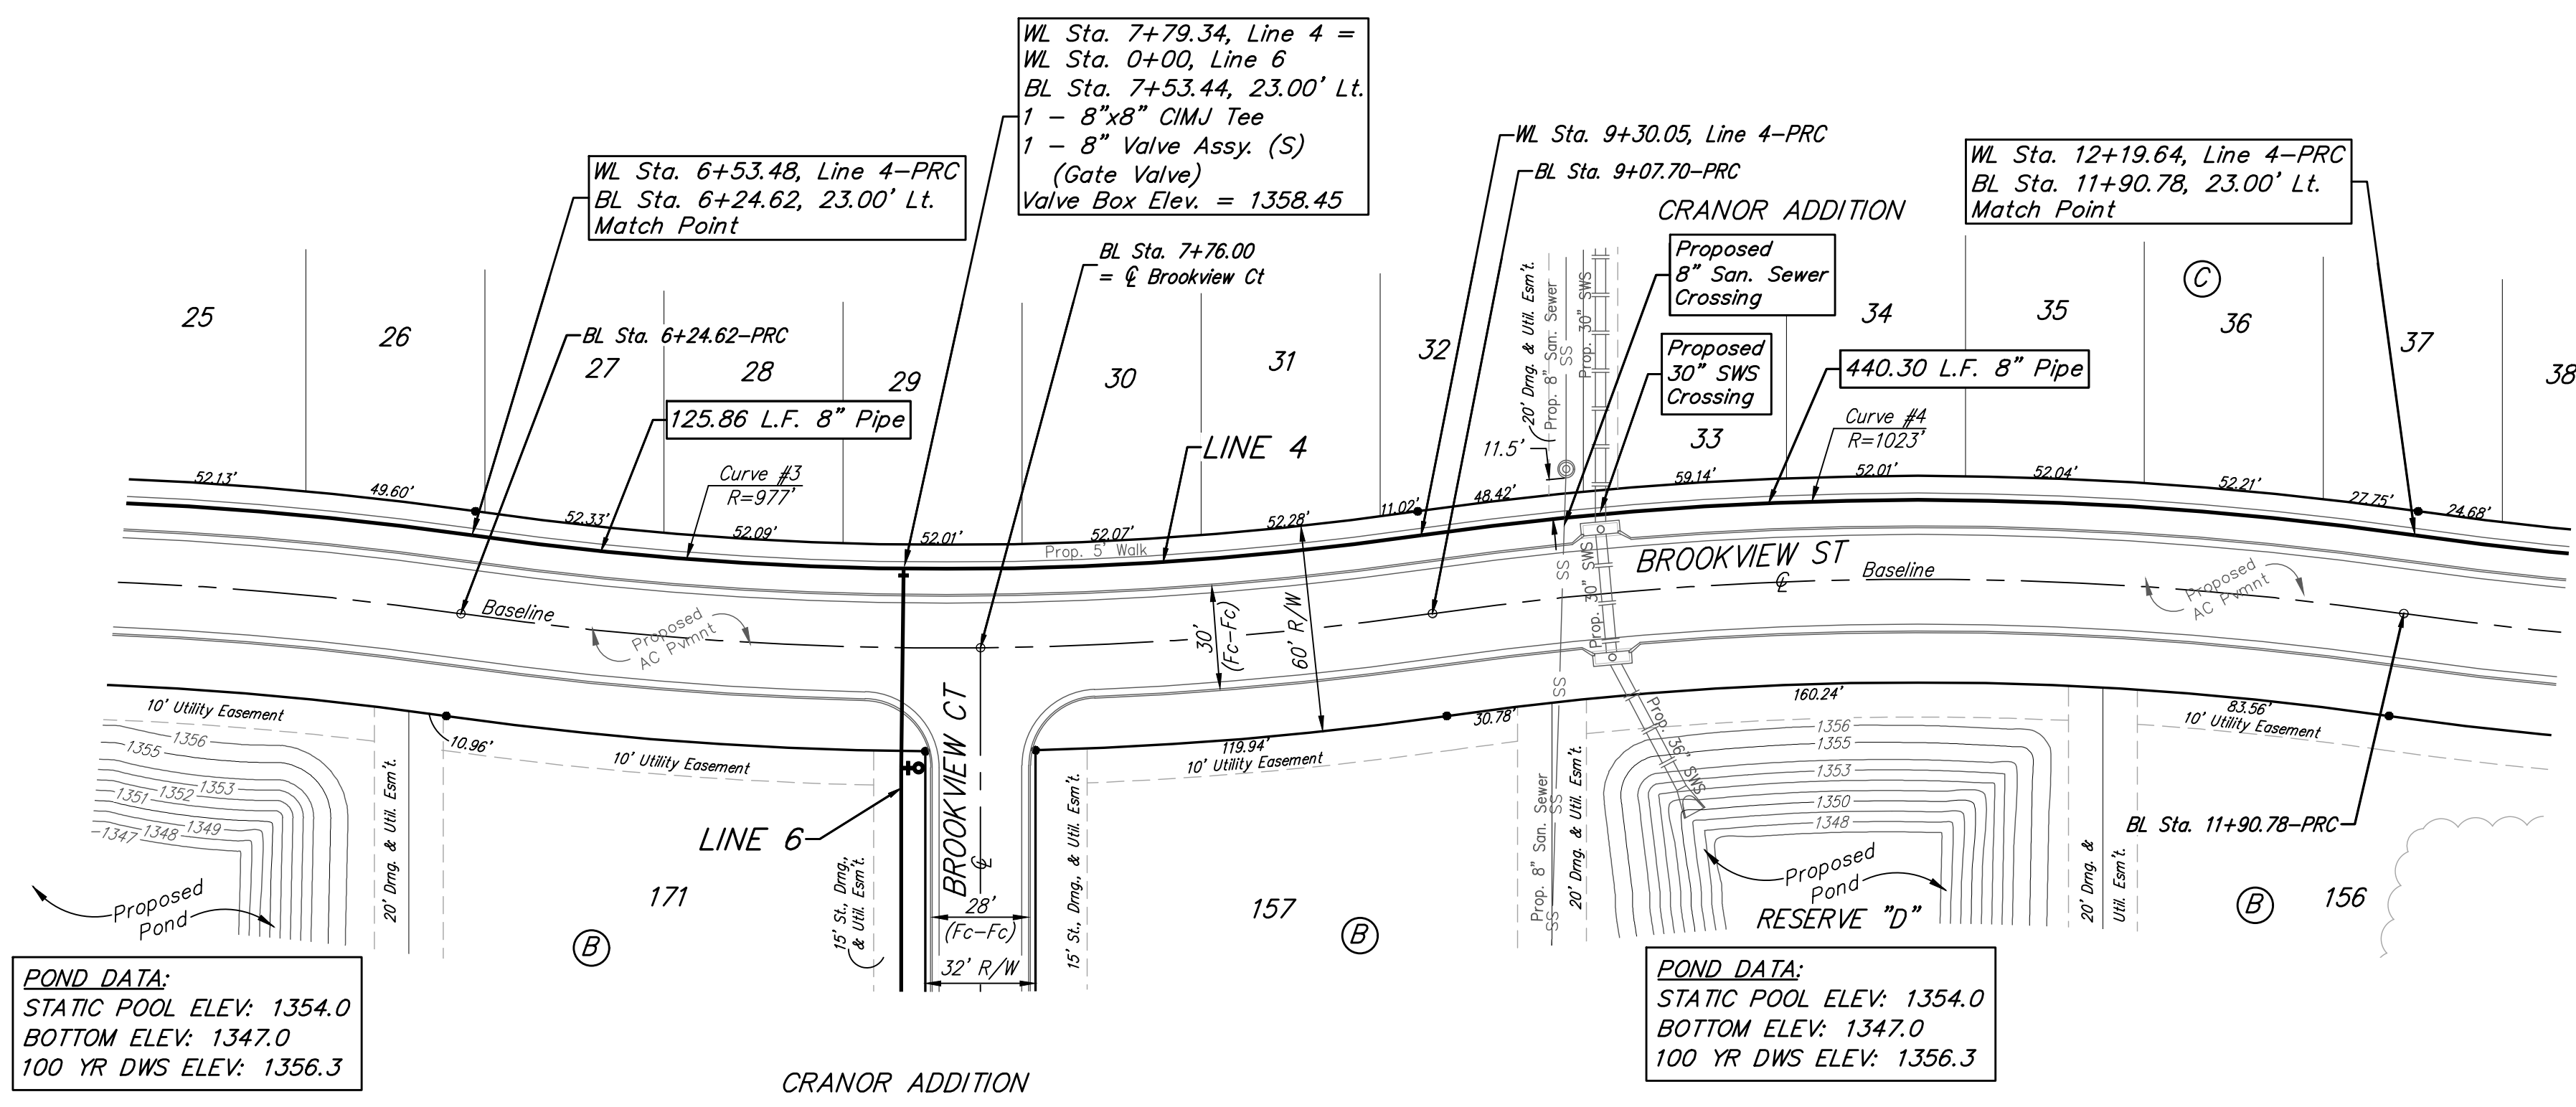 WL Sta. 7+79.34, Line 4 =
WL Sta. 0+00, Line 6
BL Sta. 7+53.44, 23.00' Lt.
1 - 8"x8" CIMJ Tee
1 - 8" Valve Assy. (S)
(Gate Valve)
Valve Box Elev. = 1358.45
WL Sta. 6+53.48, Line 4-PRC
BL Sta. 6+24.62, 23.00' Lt.
Match Point
WL Sta. 9+30.05, Line 4-PRC
BL Sta. 9+07.70-PRC
WL Sta. 12+19.64, Line 4-PRC
BL Sta. 11+90.78, 23.00' Lt.
Match Point
CRANOR ADDITION
BL Sta. 7+76.00
= ℄ Brookview Ct
Proposed
8" San. Sewer
Crossing
Proposed
30" SWS
Crossing
20' Drng. & Util. Esm't.
Prop. 8" San. Sewer
SS
Prop. 30" SWS
C
25
26
BL Sta. 6+24.62-PRC
27
28
29
30
31
32
33
34
35
36
37
38
125.86 L.F. 8" Pipe
440.30 L.F. 8" Pipe
LINE 4
11.5'
Curve #3
R=977'
Curve #4
R=1023'
52.13'
49.60'
52.33'
52.09'
52.01'
52.07'
52.28'
11.02'
48.42'
59.14'
52.01'
52.04'
52.21'
27.75'
24.68'
Prop. 5' Walk
BROOKVIEW ST
Baseline
℄
Baseline
Proposed
AC Pvmnt
Proposed
AC Pvmnt
30'
(Fc-Fc)
60' R/W
SS
Prop. 30" SWS
SS
SS
Prop. 36" SWS
10' Utility Easement
10.96'
10' Utility Easement
119.94'
10' Utility Easement
30.78'
160.24'
83.56'
10' Utility Easement
1356
1355
1353
1352
1351
1349
1348
1347
20' Drng. & Util. Esm't.
LINE 6
BROOKVIEW CT
℄
15' St., Drng.,
& Util. Esm't.
15' St., Drng., & Util. Esm't.
28'
(Fc-Fc)
32' R/W
Prop. 8" San. Sewer
SS
SS
20' Drng. & Util. Esm't.
1356
1355
1353
1350
1348
BL Sta. 11+90.78-PRC
20' Drng. &
Util. Esm't.
Proposed
Pond
Proposed
Pond
RESERVE "D"
171
157
156
B
B
B
POND DATA:
STATIC POOL ELEV: 1354.0
BOTTOM ELEV: 1347.0
100 YR DWS ELEV: 1356.3
POND DATA:
STATIC POOL ELEV: 1354.0
BOTTOM ELEV: 1347.0
100 YR DWS ELEV: 1356.3
CRANOR ADDITION